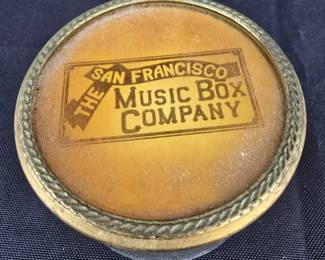 THE
SAN FRANCISCO
MUSIC BOX
COMPANY